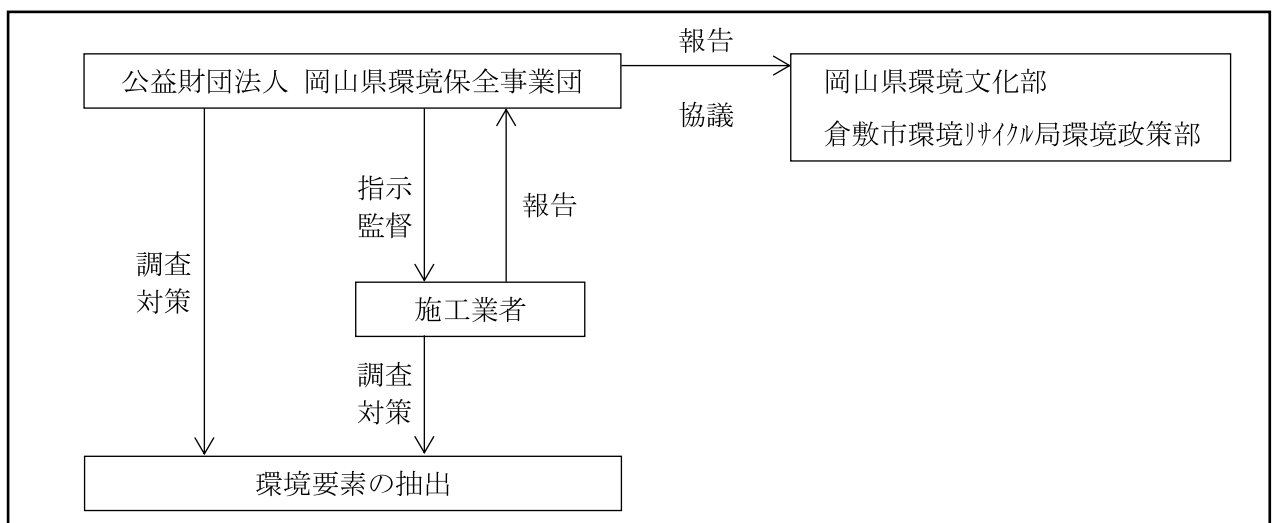 報告
公益財団法人 岡山県環境保全事業団
岡山県環境文化部
協議
倉敷市環境ﾘｻｲｸﾙ局環境政策部
指示
監督
報告
調査
対策
施工業者
調査
対策
環境要素の抽出